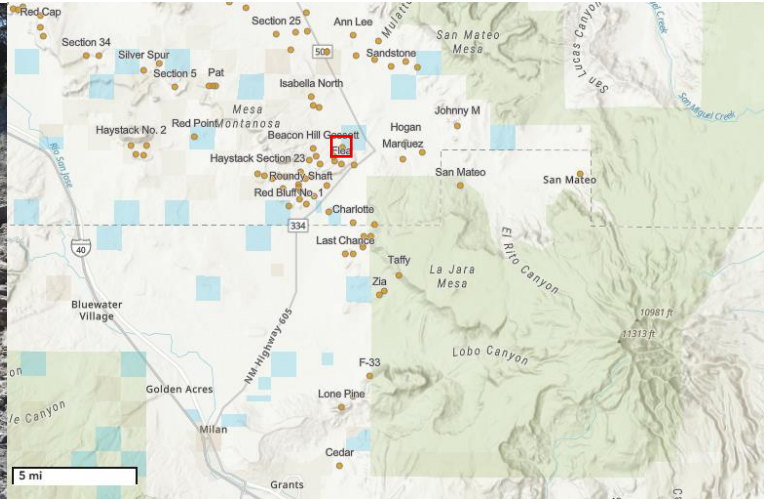 Red Cap
Section 25
Ann Lee
Mulatto
San Mateo
Mesa
San Lucas Canyon
San Miguel Creek
Section 34
Silver Spur
509
Sandstone
Section 5
Pat
Isabella North
Mesa
Montanosa
Johnny M
Haystack No. 2
Red Point
Beacon Hill Gossett
Hogan
Flea
Marquez
Rio San Jose
Haystack Section 23
Roundy Shaft
San Mateo
San Mateo
Red Bluff No. 1
Charlotte
334
El Rito Canyon
40
Last Chance
Taffy
La Jara
Mesa
Zia
Bluewater
Village
10981 ft
11313 ft
NM Highway 605
Lobo Canyon
F-33
Golden Acres
Lone Pine
Canyon
Milan
Cedar
5 mi
Grants